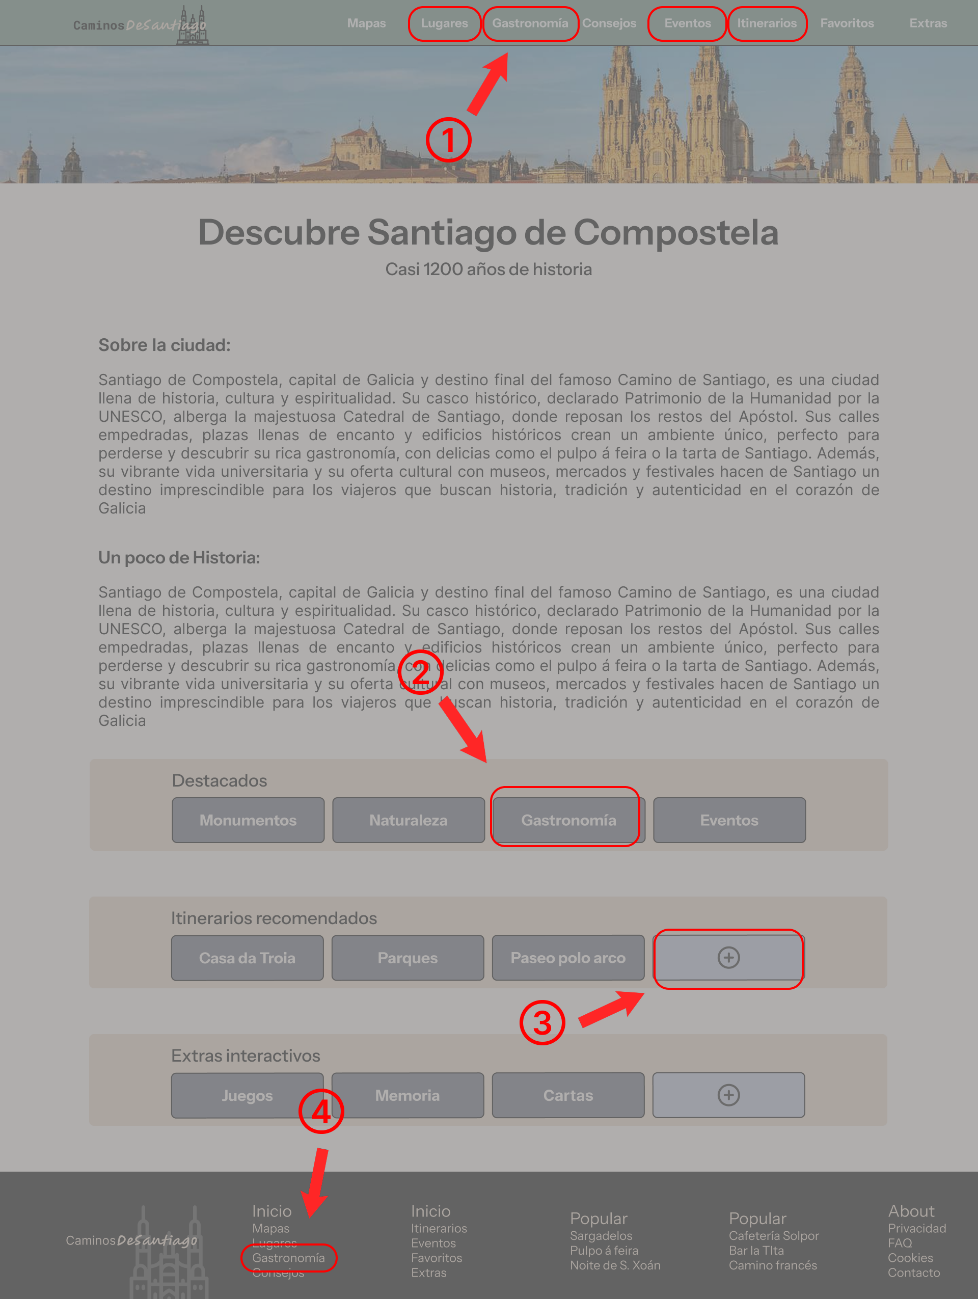 CaminosDeSantiago
Mapas Lugares Gastronomía Consejos Eventos Itinerarios Favoritos Extras
1
Descubre Santiago de Compostela
Casi 1200 años de historia
Sobre la ciudad:
Santiago de Compostela, capital de Galicia y destino final del famoso Camino de Santiago, es una ciudad
llena de historia, cultura y espiritualidad. Su casco histórico, declarado Patrimonio de la Humanidad por la
UNESCO, alberga la majestuosa Catedral de Santiago, donde reposan los restos del Apóstol. Sus calles
empedradas, plazas llenas de encanto y edificios históricos crean un ambiente único, perfecto para
perderse y descubrir su rica gastronomía, con delicias como el pulpo á feira o la tarta de Santiago. Además,
su vibrante vida universitaria y su oferta cultural con museos, mercados y festivales hacen de Santiago un
destino imprescindible para los viajeros que buscan historia, tradición y autenticidad en el corazón de
Galicia
Un poco de Historia:
Santiago de Compostela, capital de Galicia y destino final del famoso Camino de Santiago, es una ciudad
llena de historia, cultura y espiritualidad. Su casco histórico, declarado Patrimonio de la Humanidad por la
UNESCO, alberga la majestuosa Catedral de Santiago, donde reposan los restos del Apóstol. Sus calles
empedradas, plazas llenas de encanto y edificios históricos crean un ambiente único, perfecto para
perderse y descubrir su rica gastronomía, con delicias como el pulpo á feira o la tarta de Santiago. Además,
su vibrante vida universitaria y su oferta cultural con museos, mercados y festivales hacen de Santiago un
destino imprescindible para los viajeros que buscan historia, tradición y autenticidad en el corazón de
Galicia
2
Destacados
Monumentos Naturaleza Gastronomía Eventos
Itinerarios recomendados
Casa da Troia Parques Paseo polo arco
3
Extras interactivos
Juegos Memoria Cartas
4
CaminosDeSantiago
Inicio
Mapas
Lugares
Gastronomía
Consejos
Inicio
Itinerarios
Eventos
Favoritos
Extras
Popular
Sargadelos
Pulpo á feira
Noite de S. Xoán
Popular
Cafetería Solpor
Bar la TIta
Camino francés
About
Privacidad
FAQ
Cookies
Contacto